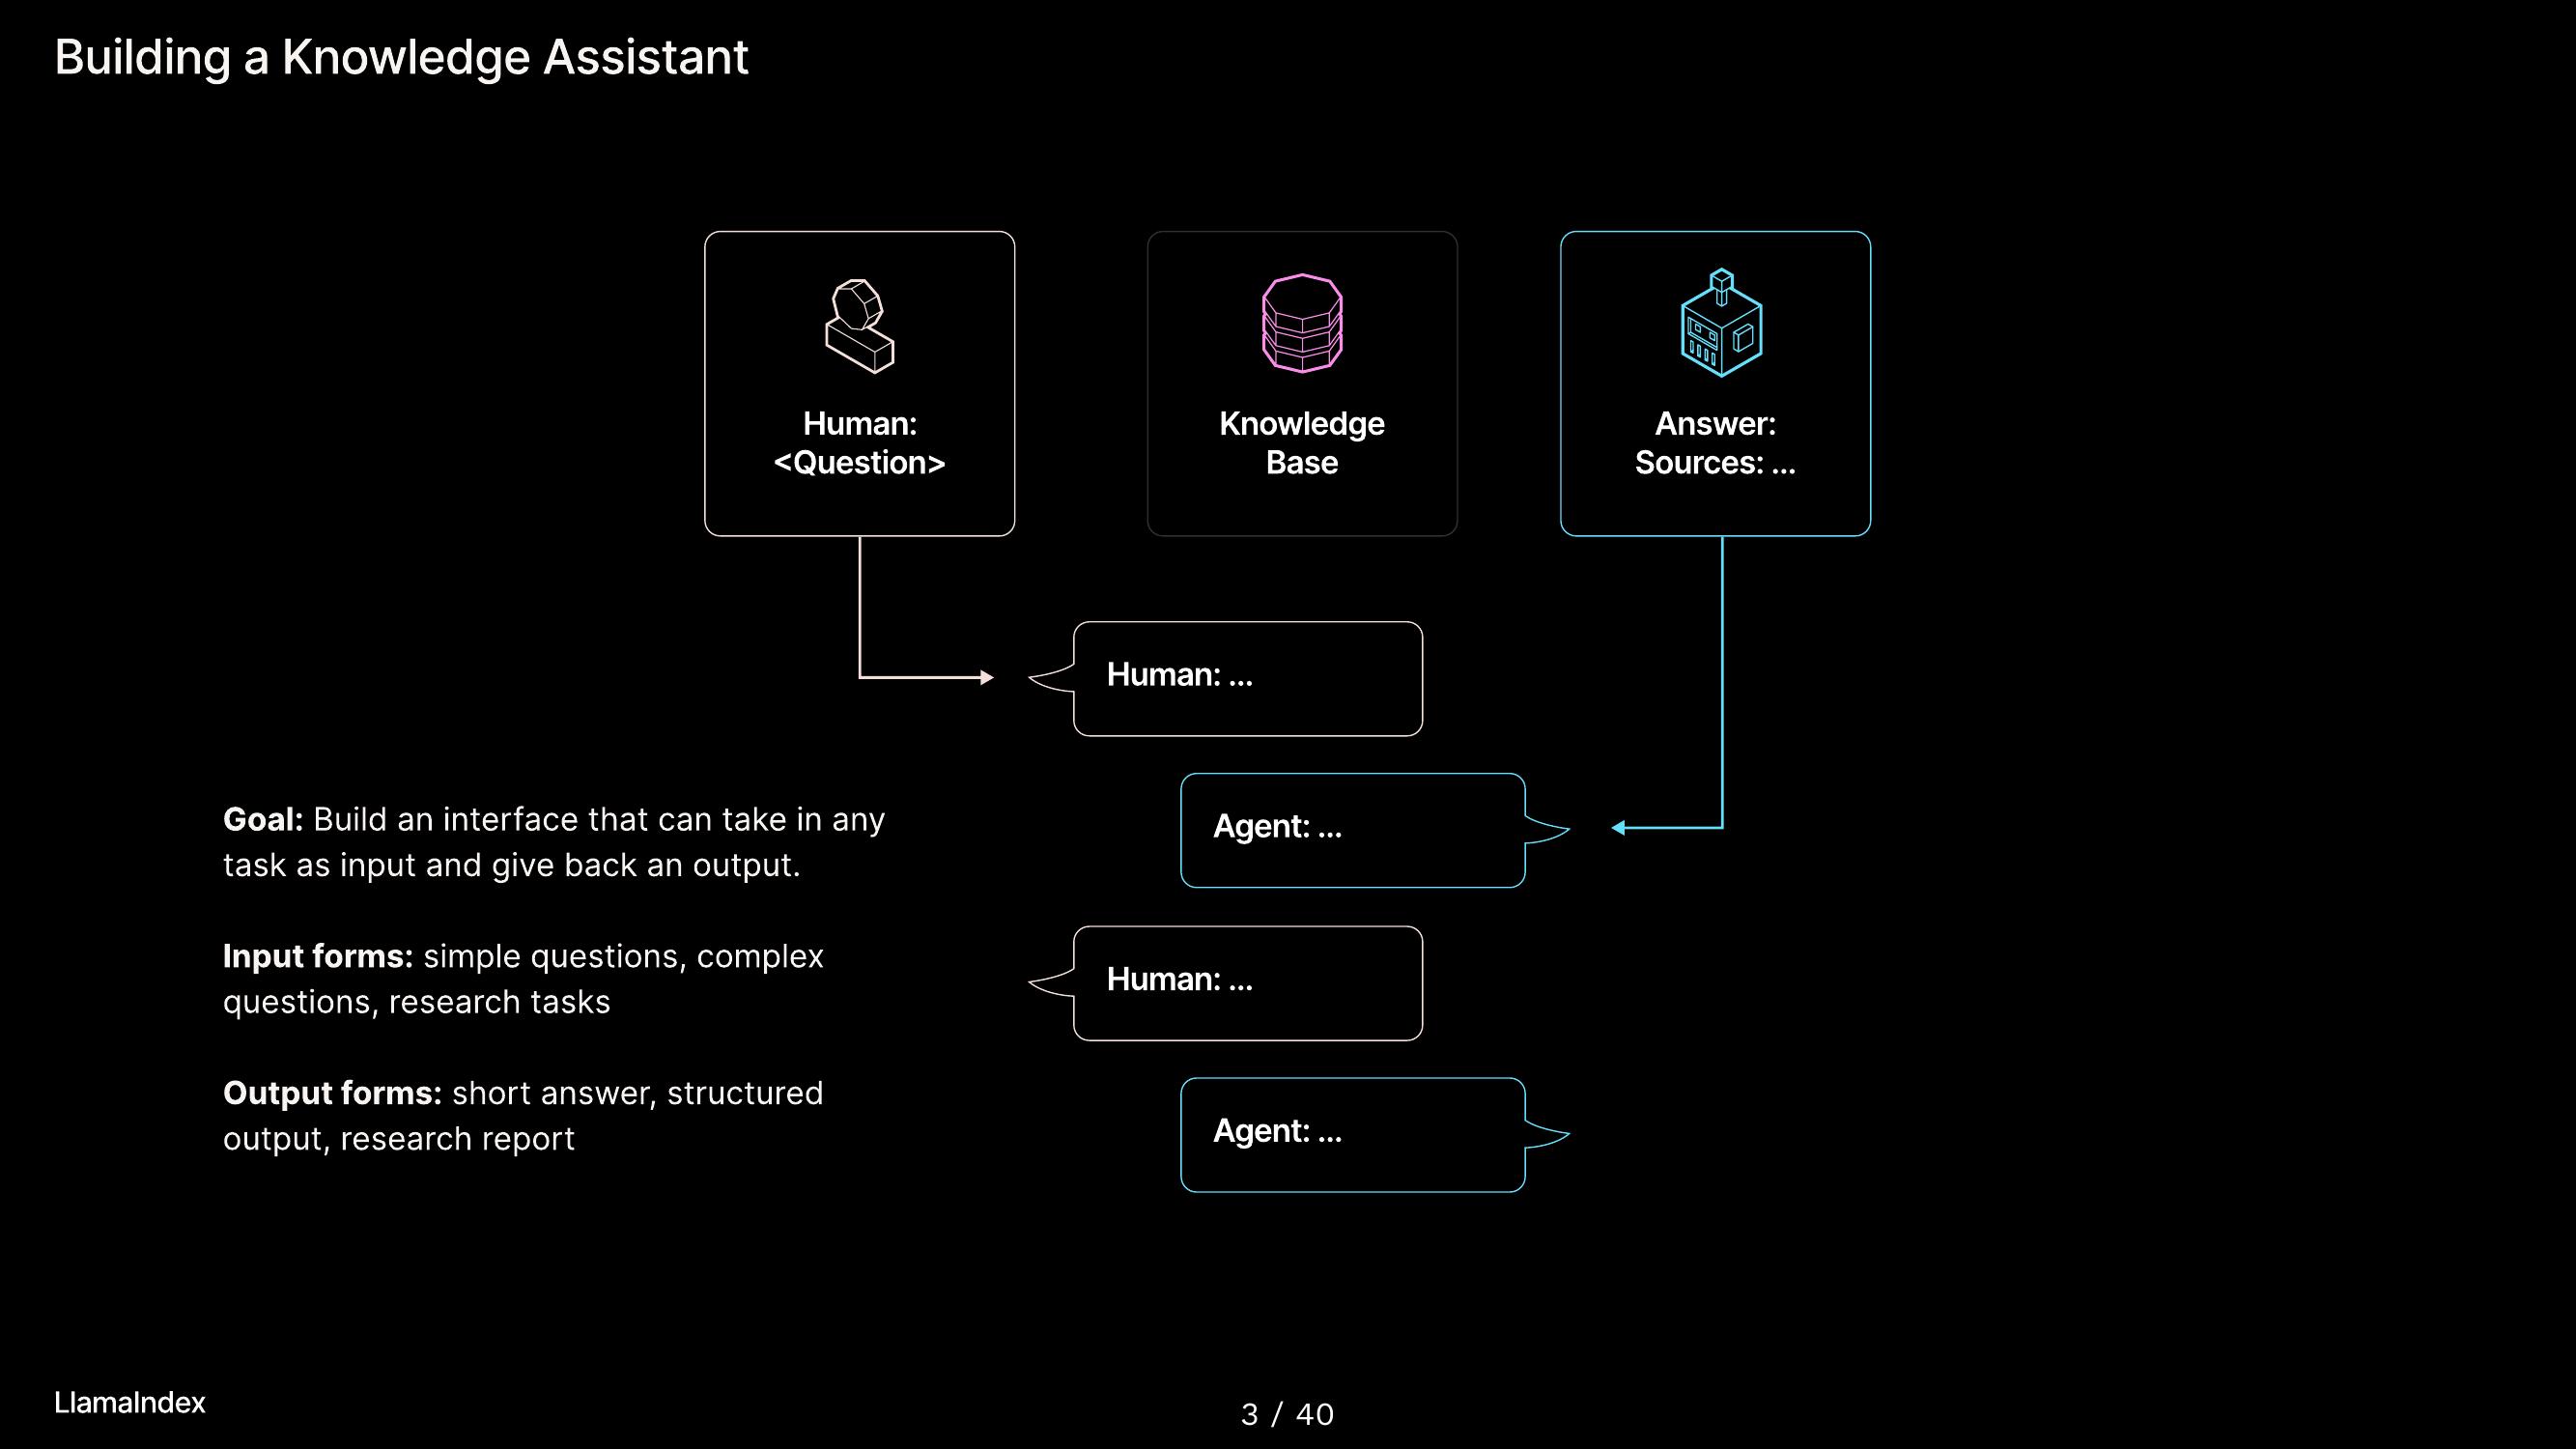 Building a Knowledge Assistant
Human:
<Question>
Knowledge
Base
Answer:
Sources: ...
Human: ...
Agent: ...
Human: ...
Agent: ...
Goal: Build an interface that can take in any
task as input and give back an output.
Input forms: simple questions, complex
questions, research tasks
Output forms: short answer, structured
output, research report
LlamaIndex
3 / 40